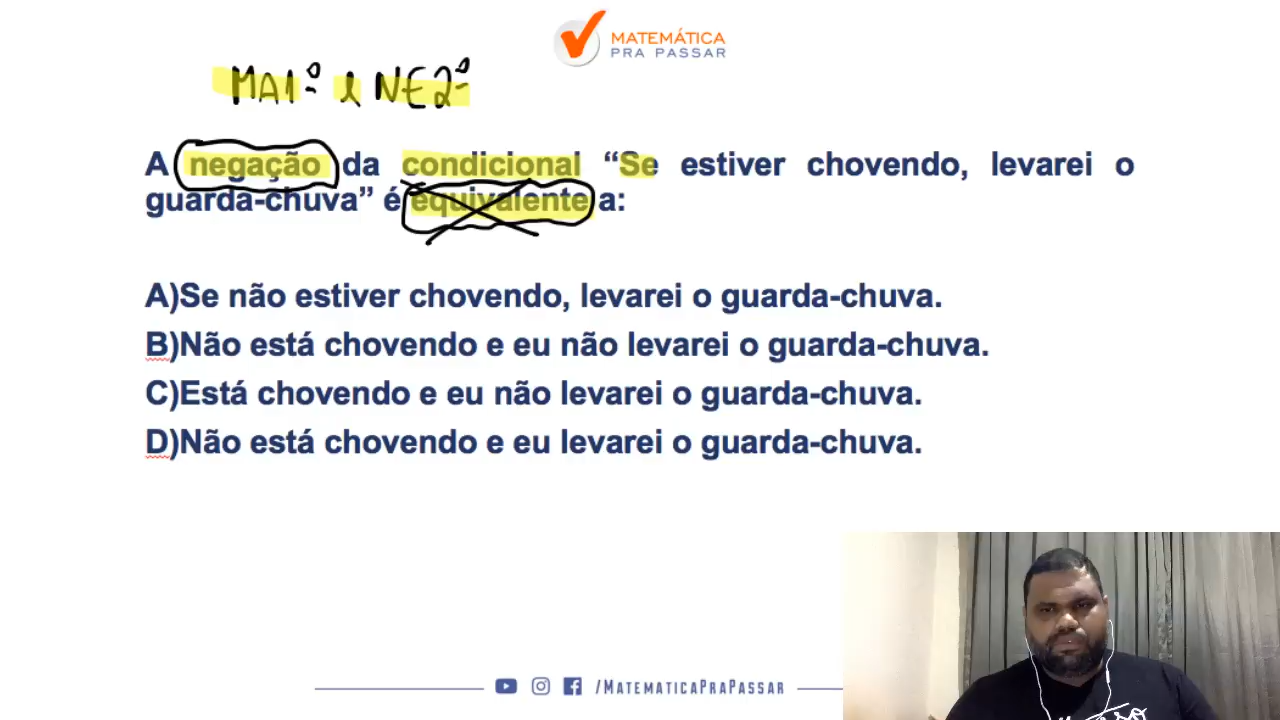 MATEMÁTICA
PRA PASSAR
MA1º e NE2º
A negação da condicional “Se estiver chovendo, levarei o
guarda-chuva” é equivalente a:
A)Se não estiver chovendo, levarei o guarda-chuva.
B)Não está chovendo e eu não levarei o guarda-chuva.
C)Está chovendo e eu não levarei o guarda-chuva.
D)Não está chovendo e eu levarei o guarda-chuva.
/MATEMATICAPRAPASSAR